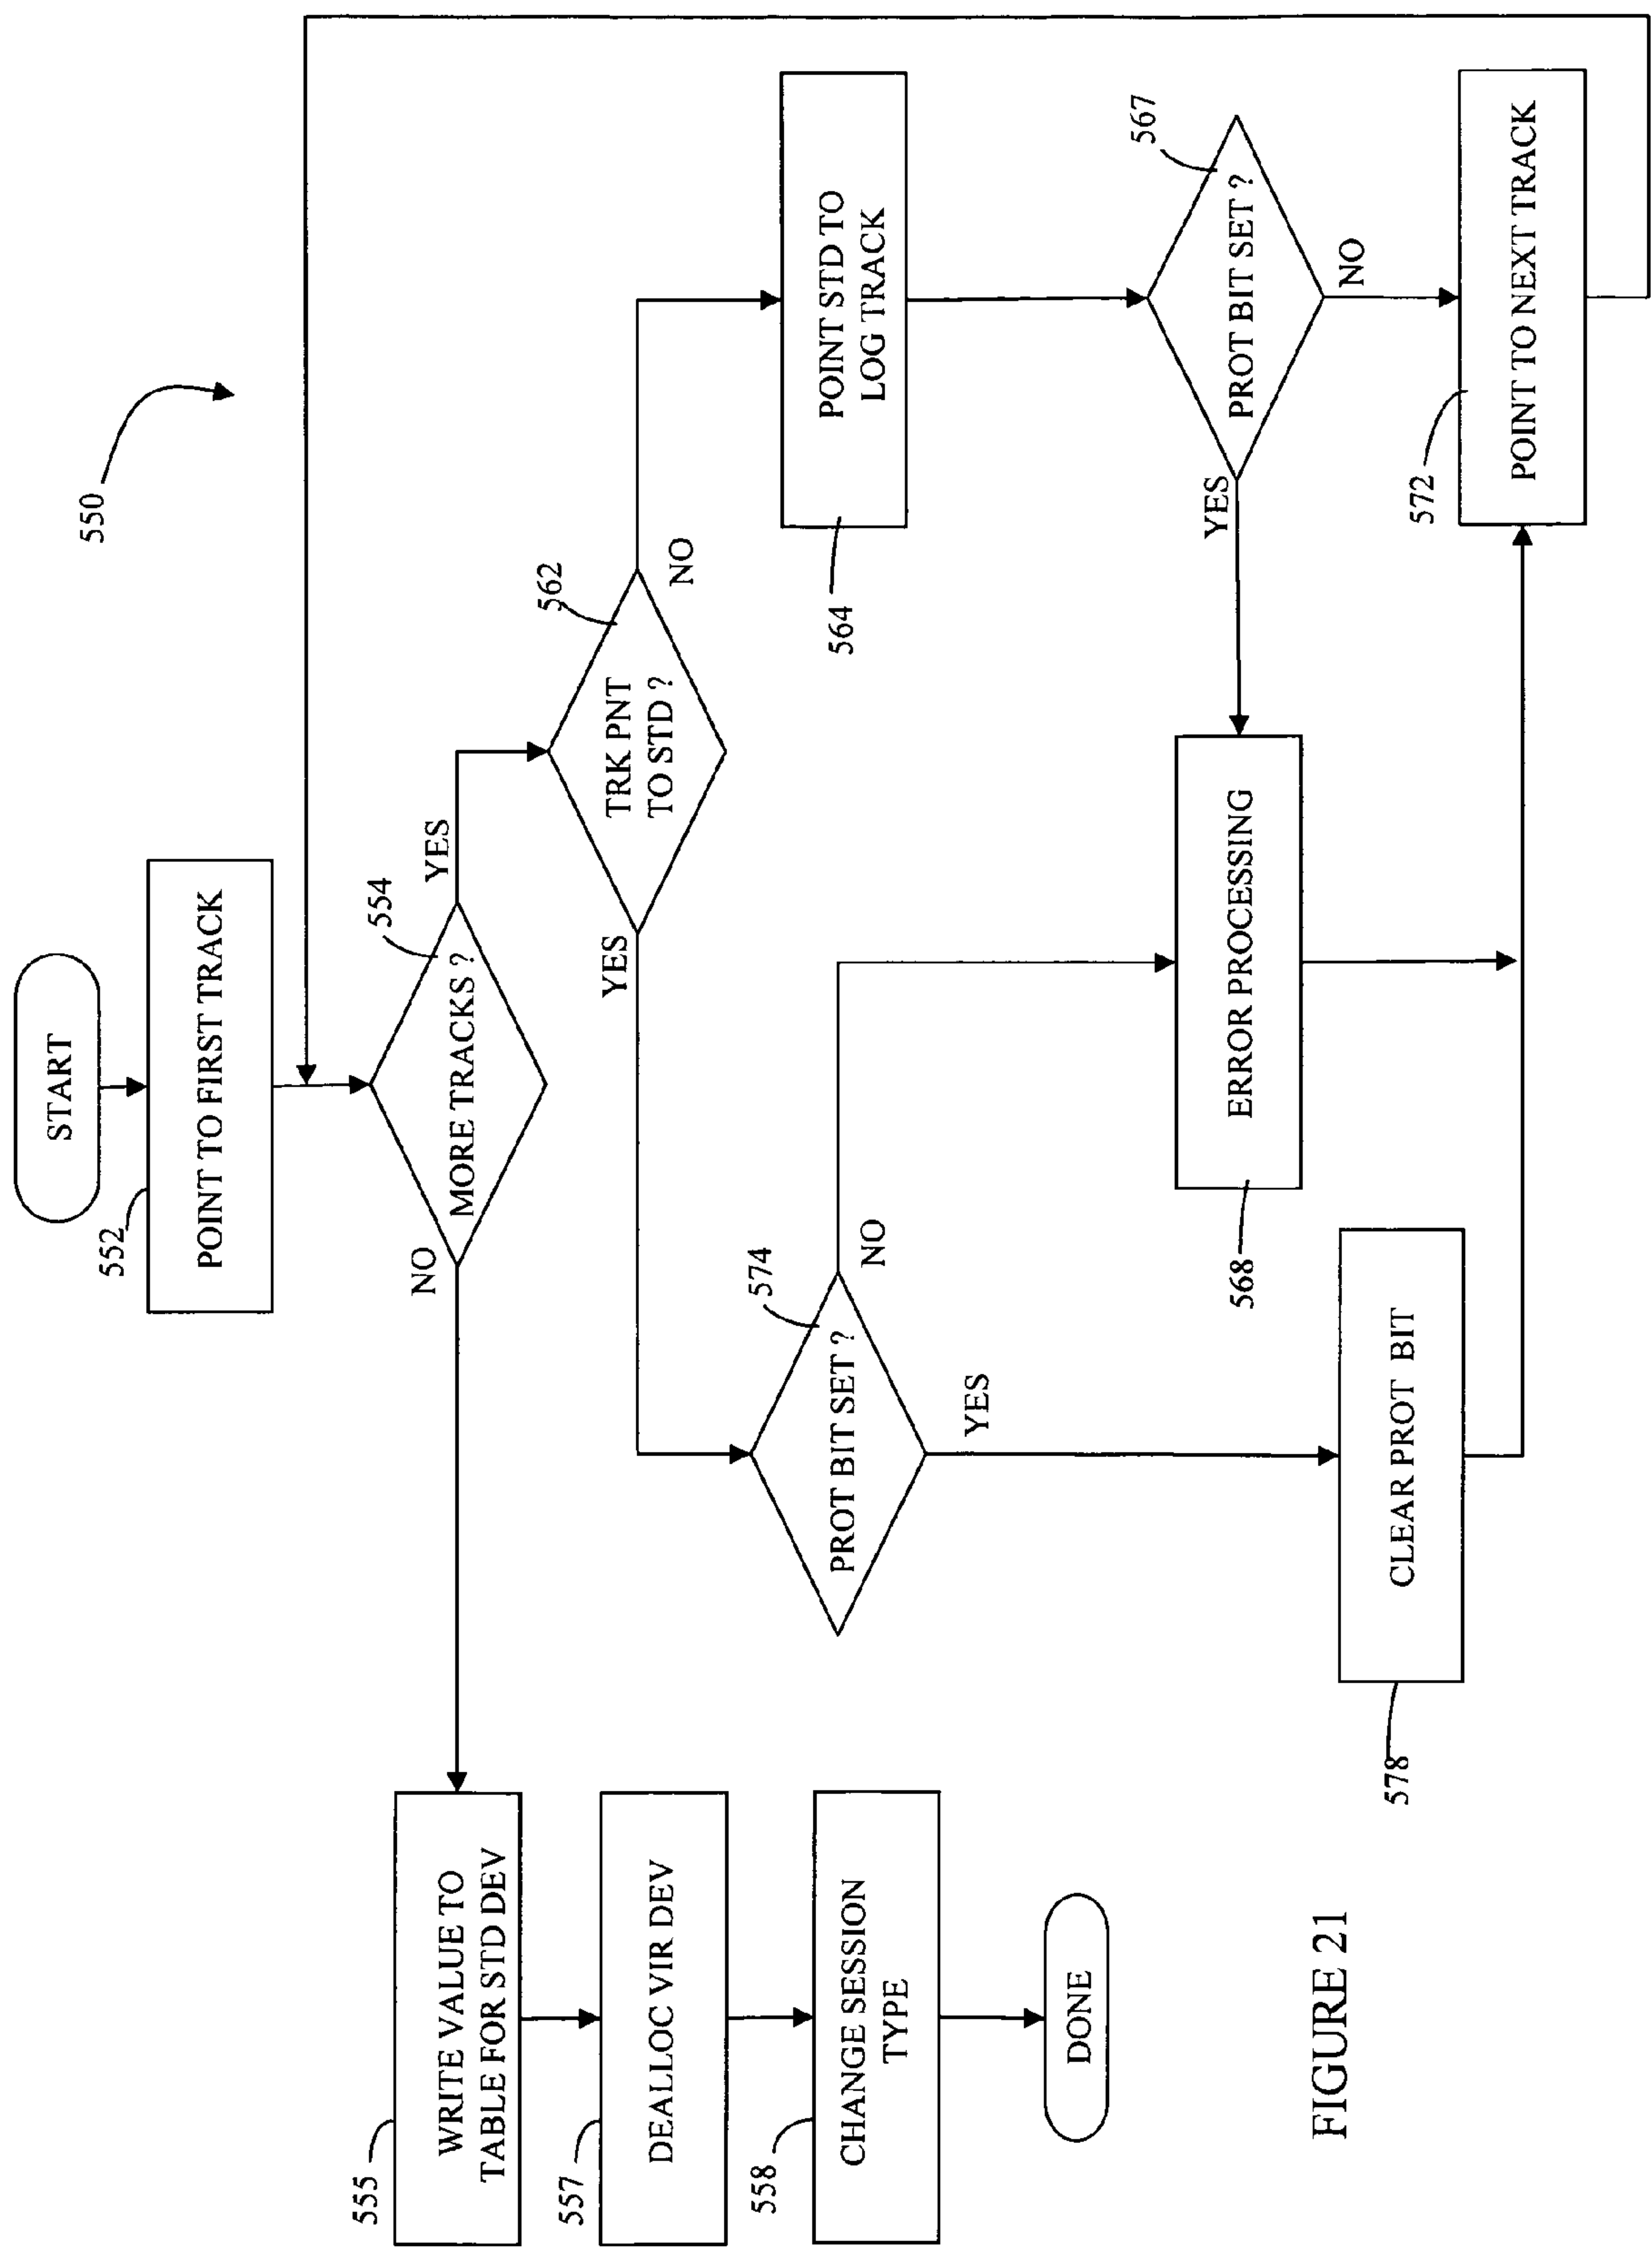 550
START
552
POINT TO FIRST TRACK
554
MORE TRACKS ?
NO
YES
555
WRITE VALUE TO
TABLE FOR STD DEV
562
TRK PNT
TO STD ?
YES
NO
557
DEALLOC VIR DEV
574
PROT BIT SET ?
NO
YES
564
POINT STD TO
LOG TRACK
558
CHANGE SESSION
TYPE
DONE
567
PROT BIT SET ?
YES
NO
568
ERROR PROCESSING
578
CLEAR PROT BIT
572
POINT TO NEXT TRACK
FIGURE 21